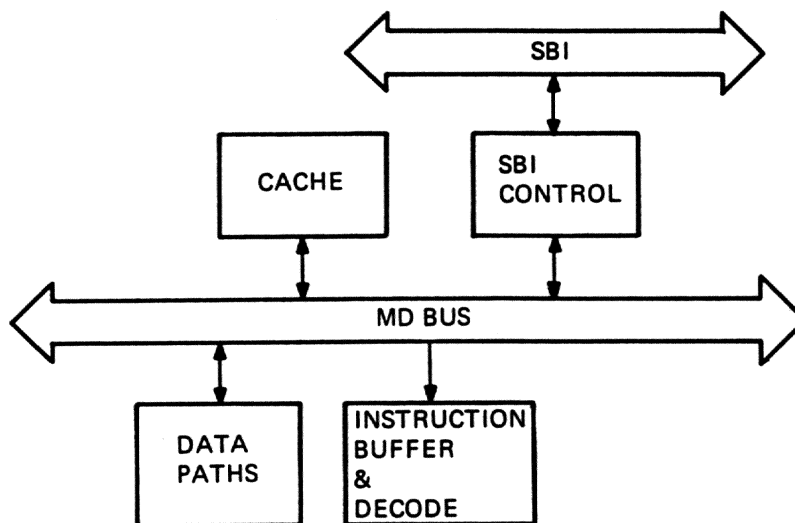 SBI
CACHE
SBI
CONTROL
MD BUS
DATA
PATHS
INSTRUCTION
BUFFER
&
DECODE